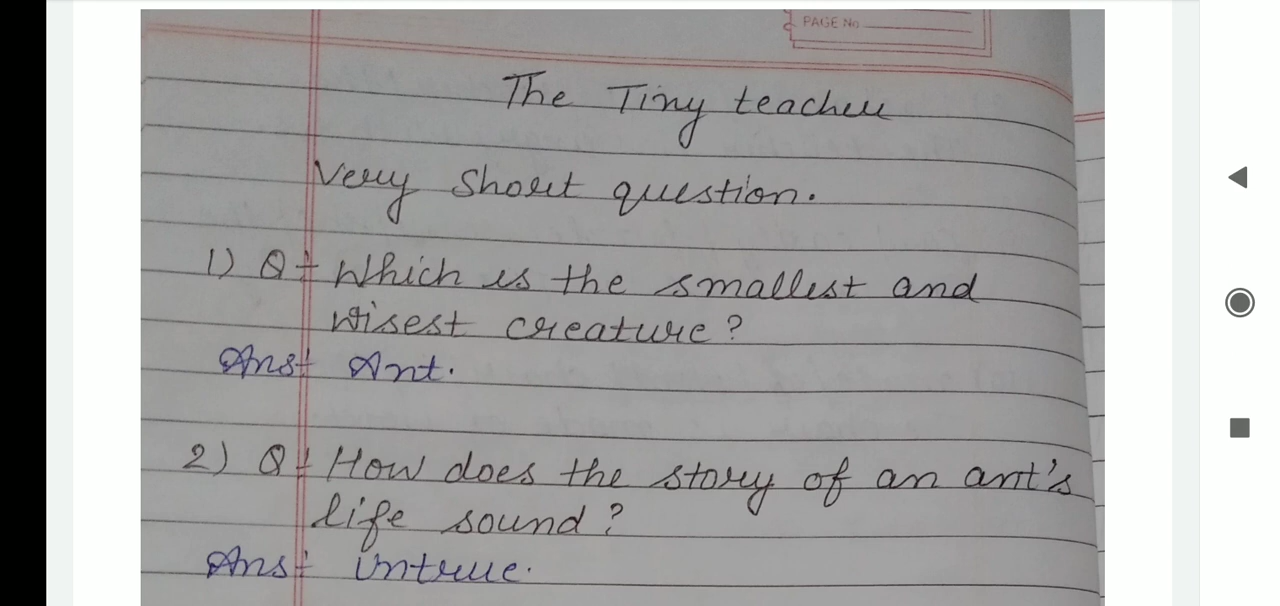 PAGE No
The Tiny teacher
Very Short question.
1) Q:- Which is the smallest and
wisest creature?
Ans:- Ant.
2) Q:- How does the story of an ant's
life sound?
Ans:- Untrue.